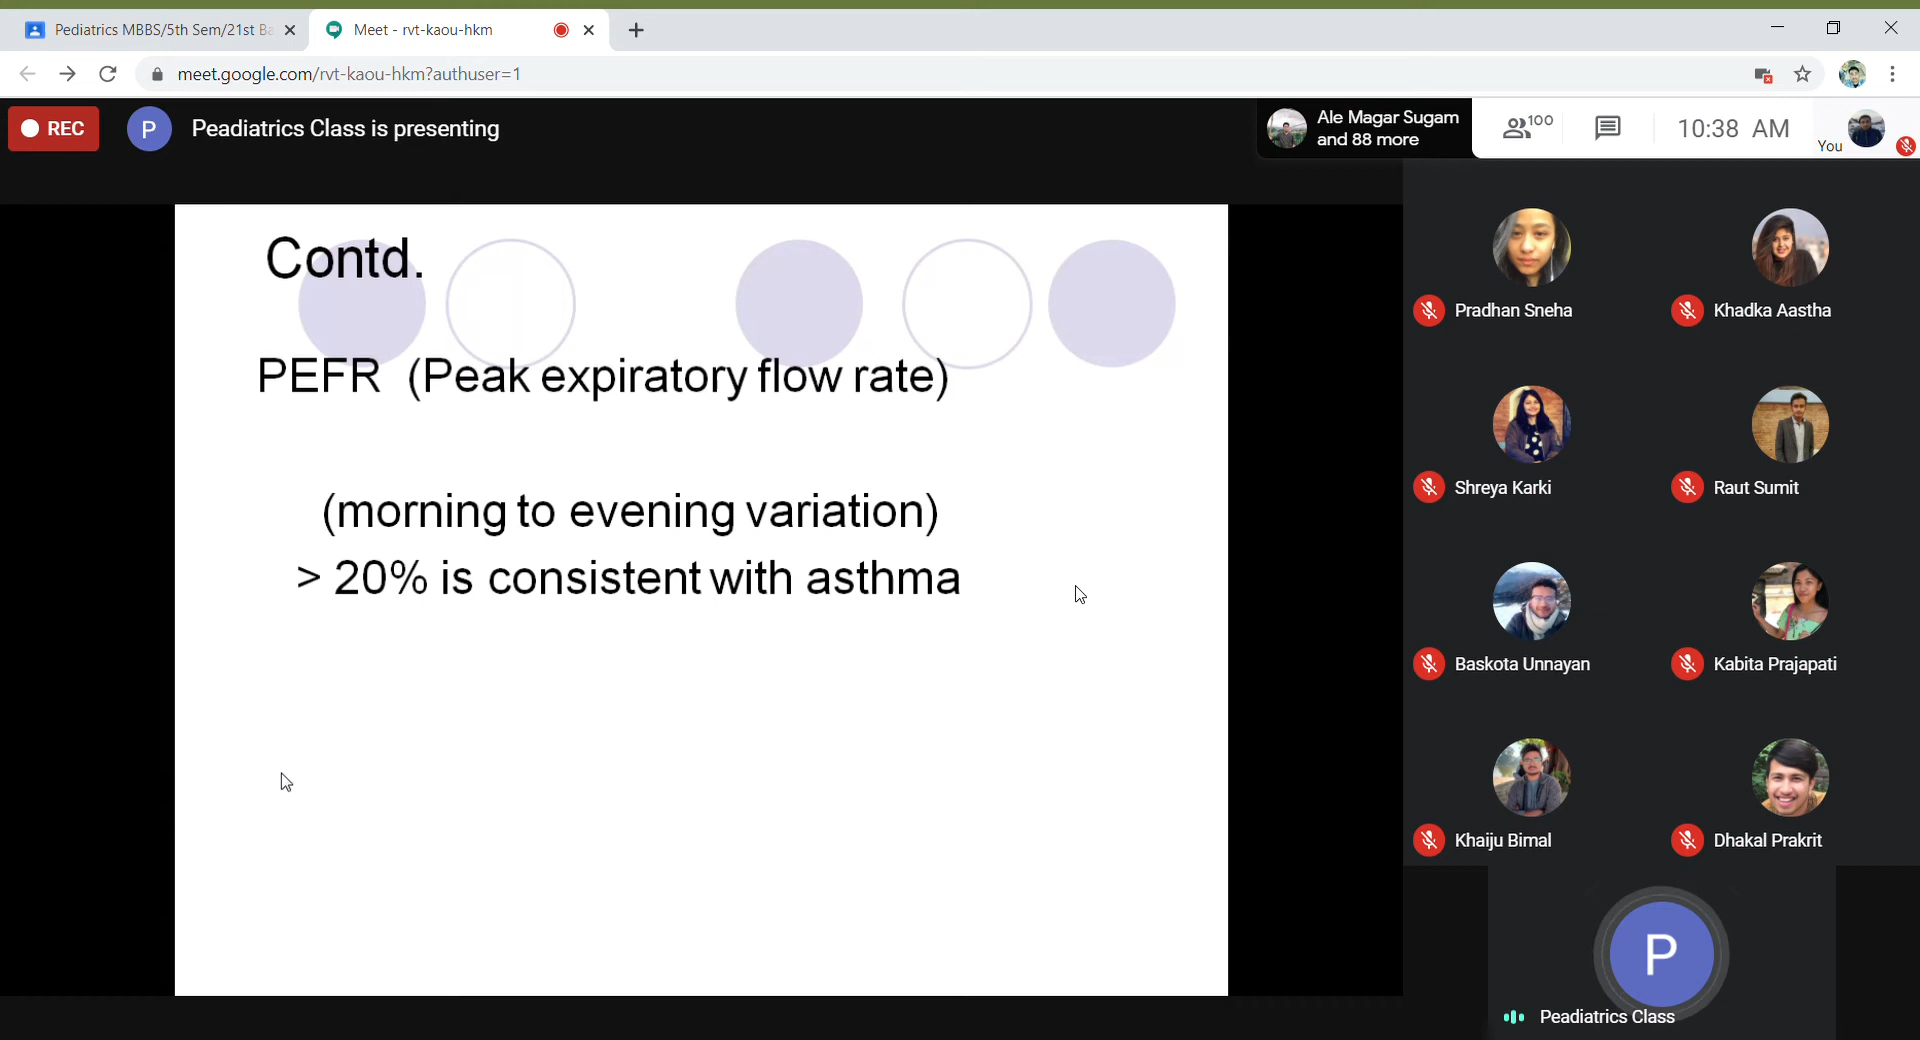 Pediatrics MBBS/5th Sem/21st Ba
Meet - rvt-kaou-hkm
meet.google.com/rvt-kaou-hkm?authuser=1
REC
P
Peadiatrics Class is presenting
Ale Magar Sugam
and 88 more
100
10:38 AM
You
Contd.
PEFR (Peak expiratory flow rate)
(morning to evening variation)
> 20% is consistent with asthma
Pradhan Sneha
Khadka Aastha
Shreya Karki
Raut Sumit
Baskota Unnayan
Kabita Prajapati
Khaiju Bimal
Dhakal Prakrit
P
Peadiatrics Class